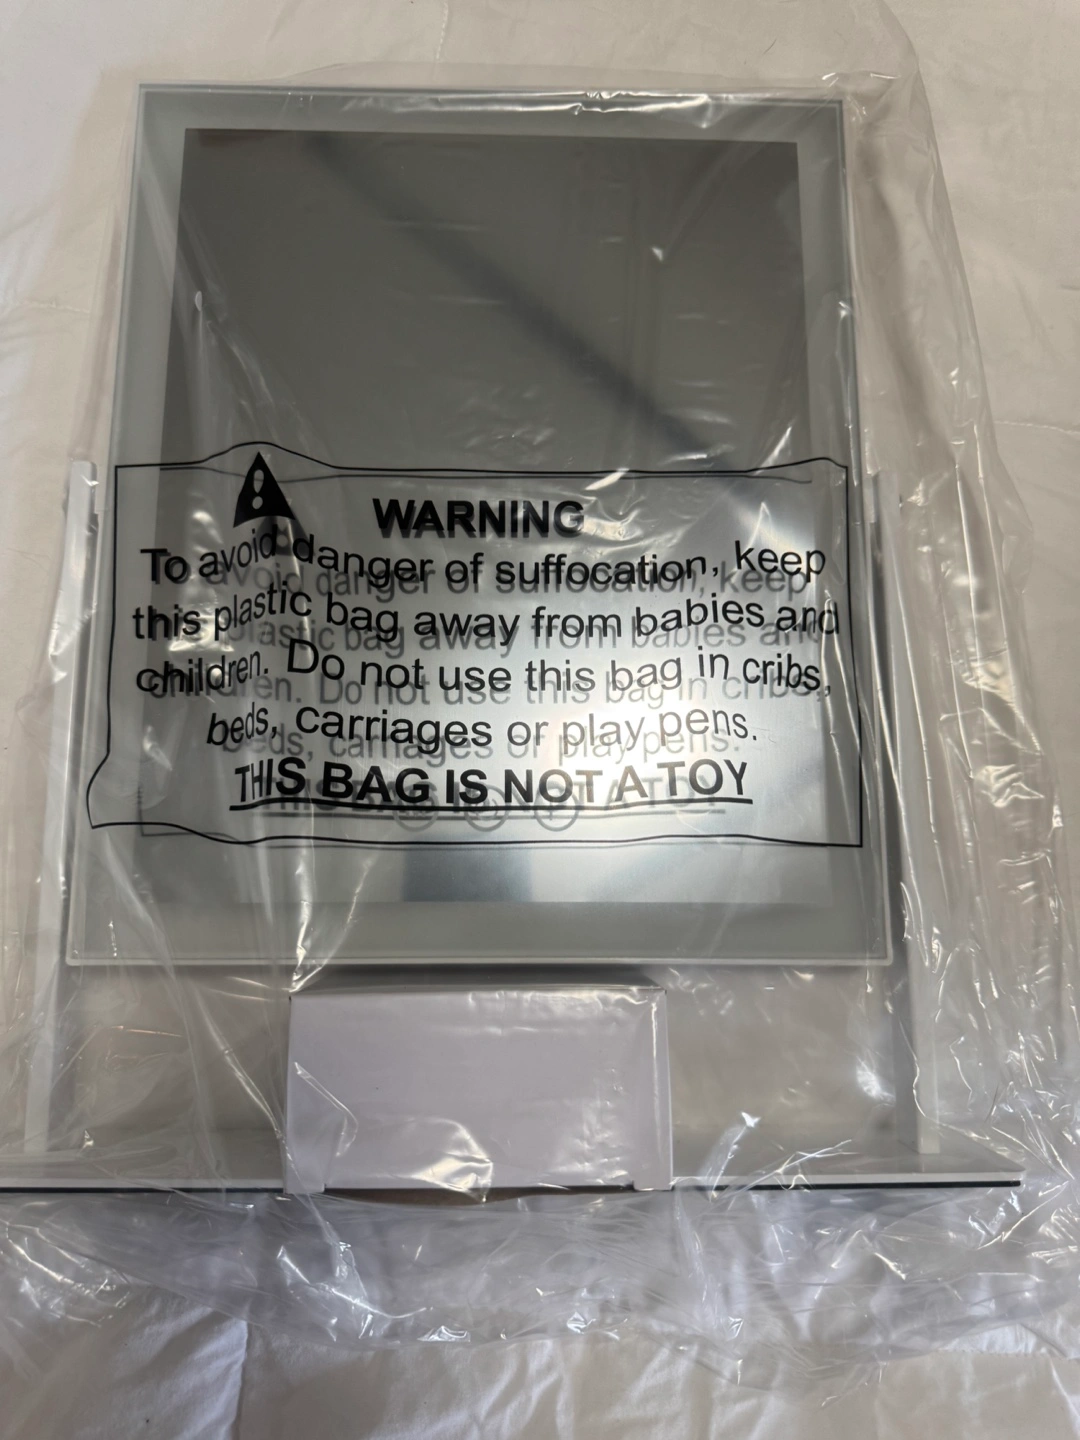 WARNING
To avoid danger of suffocation, keep
this plastic bag away from babies and
children. Do not use this bag in cribs,
beds, carriages or play pens.
THIS BAG IS NOT A TOY